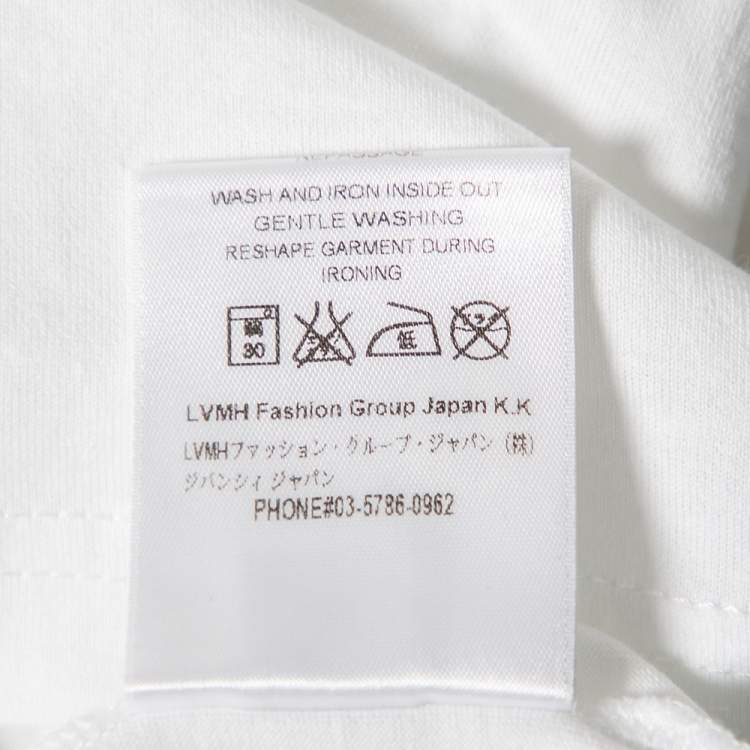 REPASSAGE
WASH AND IRON INSIDE OUT
GENTLE WASHING
RESHAPE GARMENT DURING
IRONING
30
低
LVMH Fashion Group Japan K.K
LVMHファッション・グループ・ジャパン（株）
ジバンシィ ジャパン
PHONE#03-5786-0962